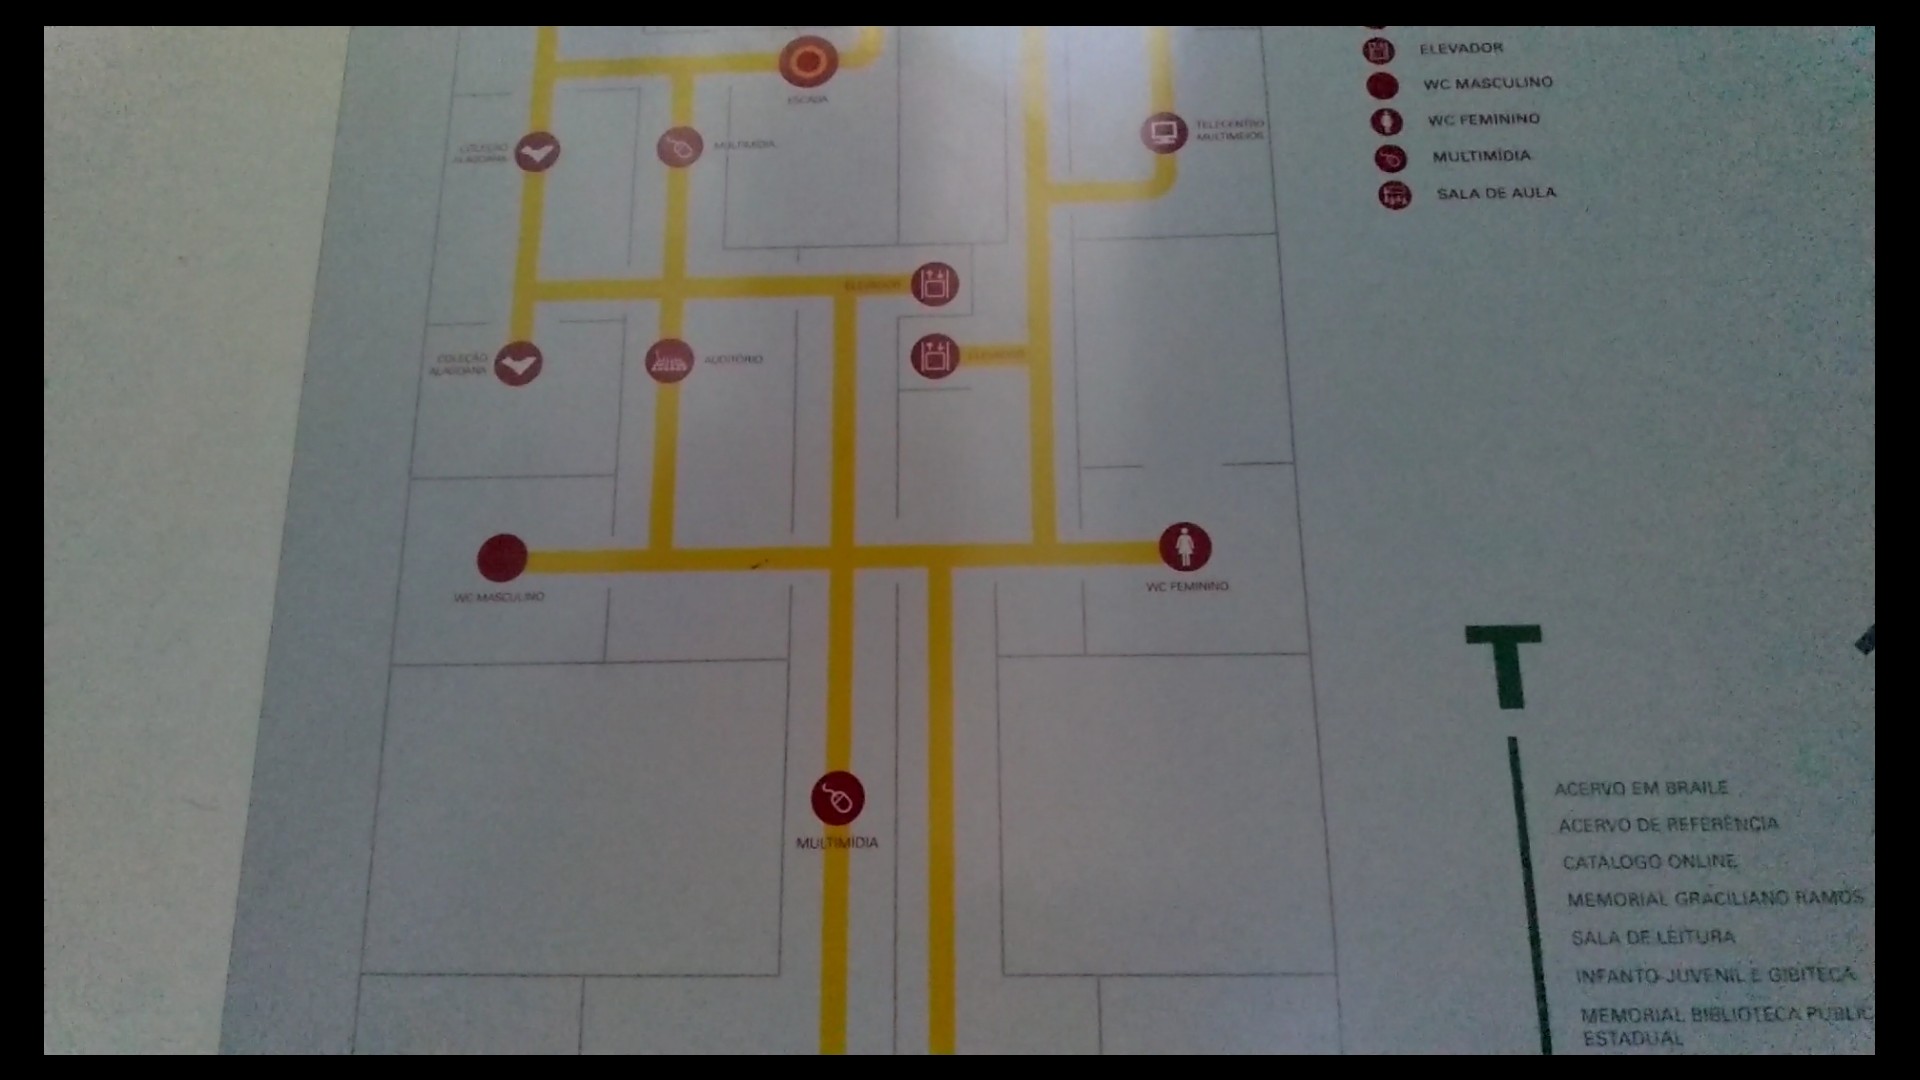 ESCADA
COLEÇÃO
ALAGOANA
MULTIMÍDIA
TELECENTRO
MULTIMEIOS
ELEVADOR
ELEVADOR
COLEÇÃO
ALAGOANA
AUDITÓRIO
WC MASCULINO
WC FEMININO
MULTIMÍDIA
ELEVADOR
WC MASCULINO
WC FEMININO
MULTIMÍDIA
SALA DE AULA
T
ACERVO EM BRAILE
ACERVO DE REFERÊNCIA
CATÁLOGO ONLINE
MEMORIAL GRACILIANO RAMOS
SALA DE LEITURA
INFANTO-JUVENIL E GIBITECA
MEMORIAL BIBLIOTECA PUBLIC
ESTADUAL